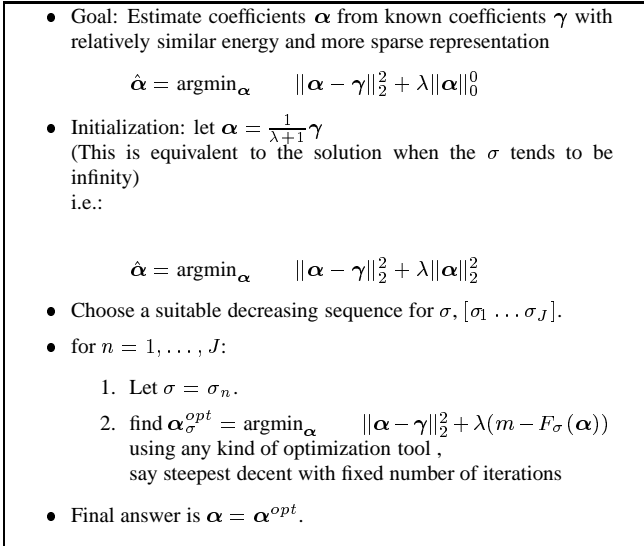 • Goal: Estimate coefficients α from known coefficients γ with
relatively similar energy and more sparse representation
α̂ = argmin_α ||α − γ||₂² + λ||α||₀⁰
• Initialization: let α = 1/(λ+1) γ
(This is equivalent to the solution when the σ tends to be
infinity)
i.e.:
α̂ = argmin_α ||α − γ||₂² + λ||α||₂²
• Choose a suitable decreasing sequence for σ, [σ₁ … σ_J].
• for n = 1, … , J:
1. Let σ = σₙ.
2. find α_σ^opt = argmin_α ||α − γ||₂² + λ(m − F_σ(α))
using any kind of optimization tool ,
say steepest decent with fixed number of iterations
• Final answer is α = α^opt.